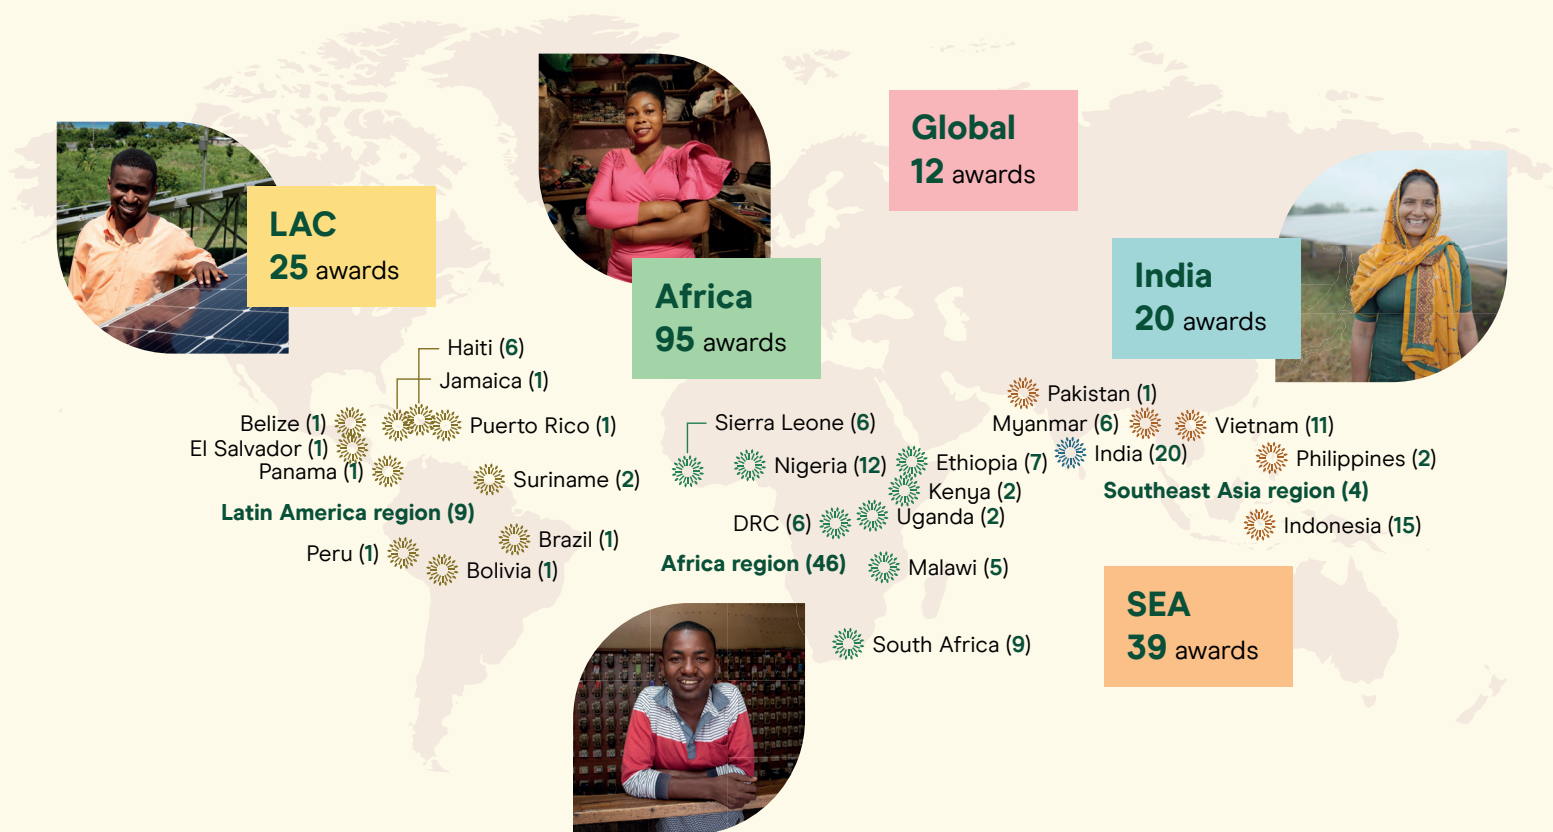 Global
12 awards
LAC
25 awards
Africa
95 awards
India
20 awards
Haiti (6)
Jamaica (1)
Belize (1)
Puerto Rico (1)
El Salvador (1)
Panama (1)
Suriname (2)
Latin America region (9)
Brazil (1)
Peru (1)
Bolivia (1)
Sierra Leone (6)
Nigeria (12)
Ethiopia (7)
Kenya (2)
Uganda (2)
DRC (6)
Africa region (46)
Malawi (5)
South Africa (9)
Pakistan (1)
Myanmar (6)
Vietnam (11)
India (20)
Philippines (2)
Southeast Asia region (4)
Indonesia (15)
SEA
39 awards